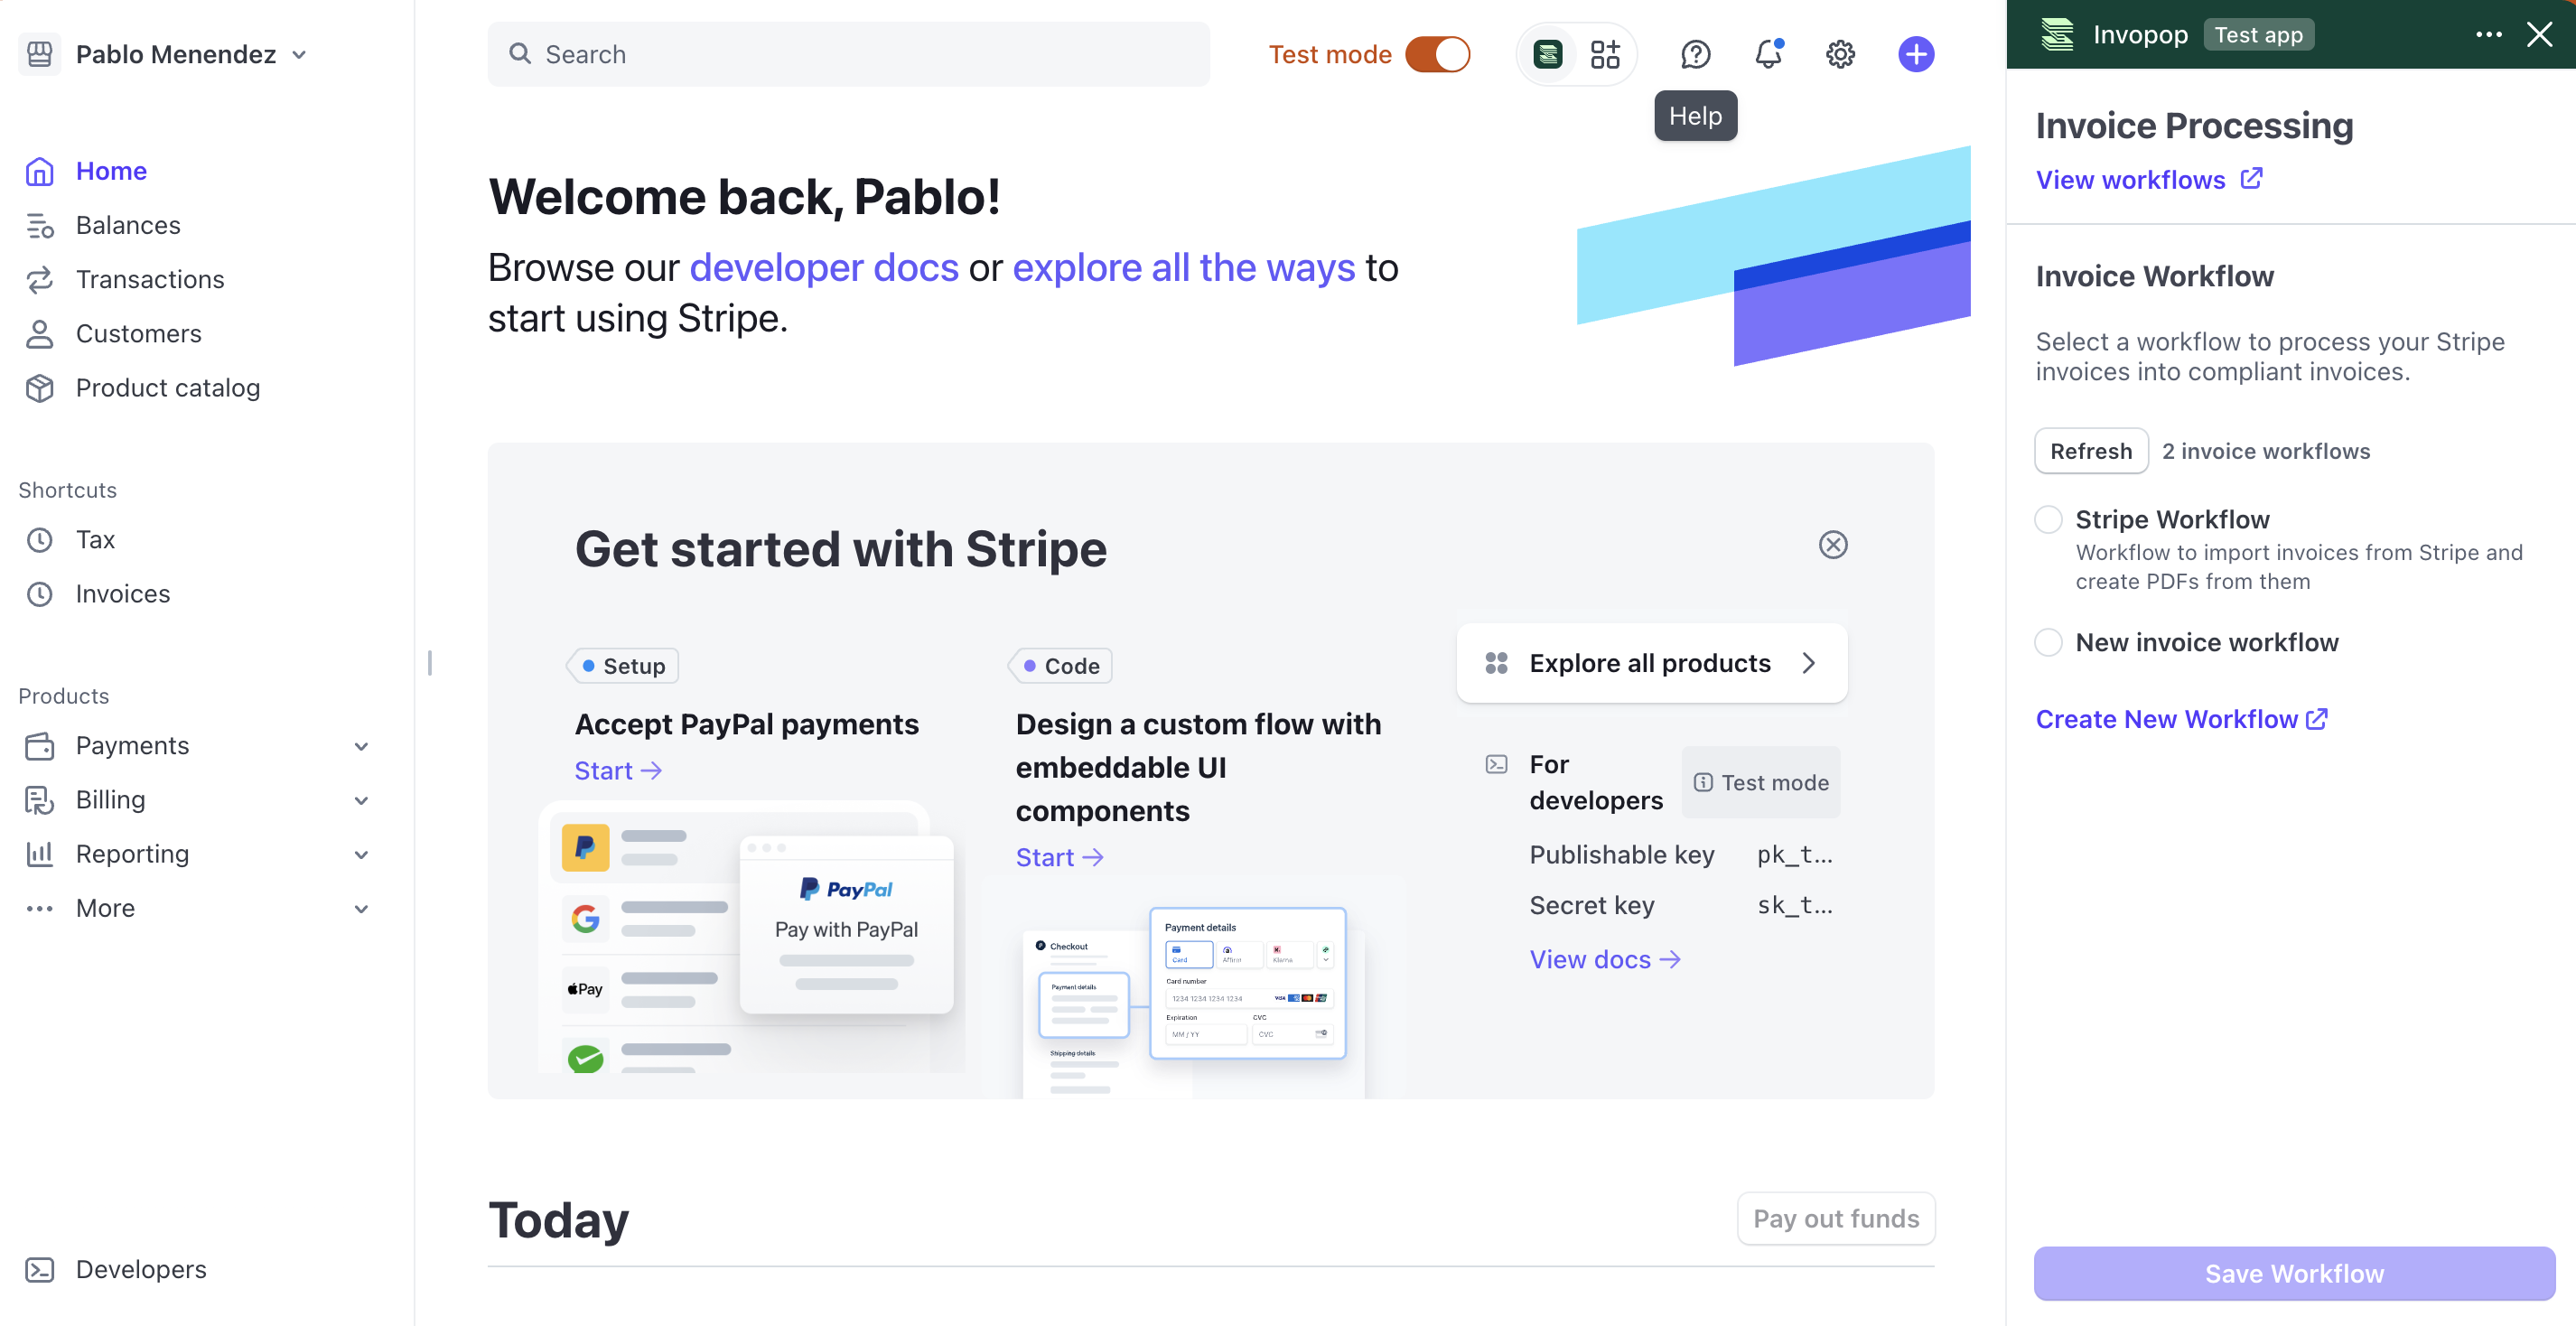 Pablo Menendez
Home
Balances
Transactions
Customers
Product catalog
Shortcuts
Tax
Invoices
Products
Payments
Billing
Reporting
More
Developers
Search
Test mode
Help
Welcome back, Pablo!
Browse our developer docs or explore all the ways to
start using Stripe.
Get started with Stripe
Setup
Accept PayPal payments
Start
PayPal
Pay with PayPal
Pay
Code
Design a custom flow with
embeddable UI
components
Start
Checkout
Payment details
Shipping details
Payment details
Card
Affirm
Klarna
Card number
1234 1234 1234 1234
VISA
Expiration
CVC
MM / YY
CVC
Explore all products
For
developers
Test mode
Publishable key pk_t...
Secret key sk_t...
View docs
Today
Pay out funds
Invopop
Test app
Invoice Processing
View workflows
Invoice Workflow
Select a workflow to process your Stripe
invoices into compliant invoices.
Refresh
2 invoice workflows
Stripe Workflow
Workflow to import invoices from Stripe and
create PDFs from them
New invoice workflow
Create New Workflow
Save Workflow